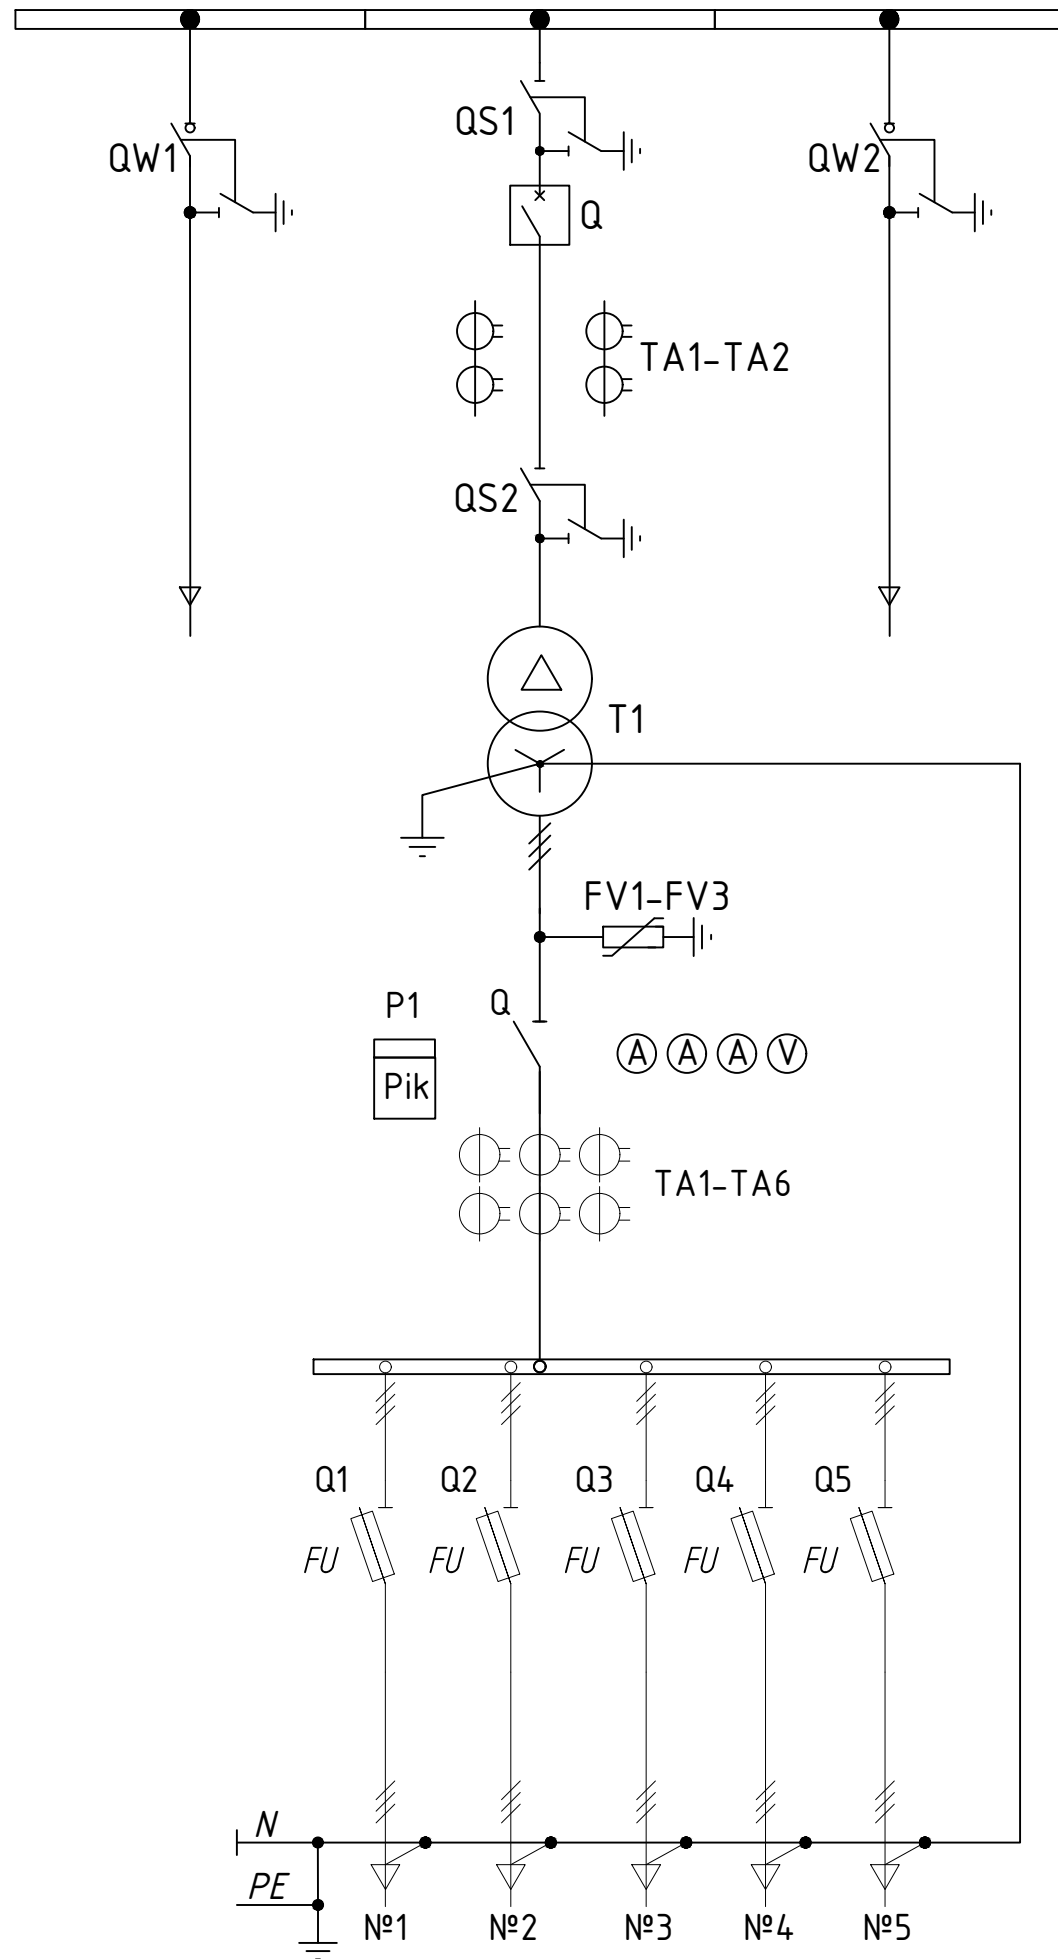 QS1
QW1
QW2
Q
TA1-TA2
QS2
T1
FV1-FV3
P1
Q
A A A V
Pik
TA1-TA6
Q1 Q2 Q3 Q4 Q5
FU FU FU FU FU
N
PE
№1 №2 №3 №4 №5